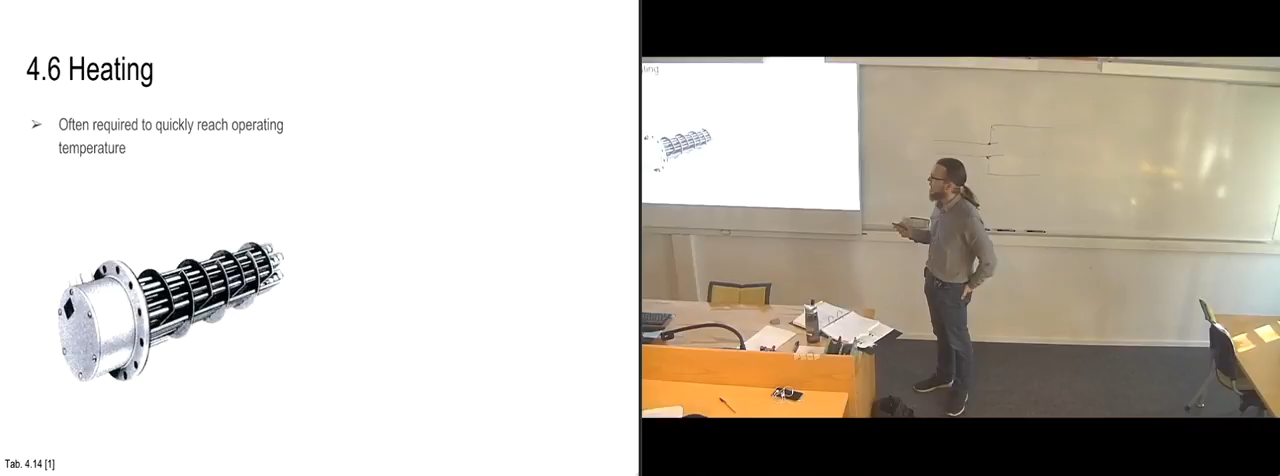 4.6 Heating
➢ Often required to quickly reach operating
temperature
Tab. 4.14 [1]